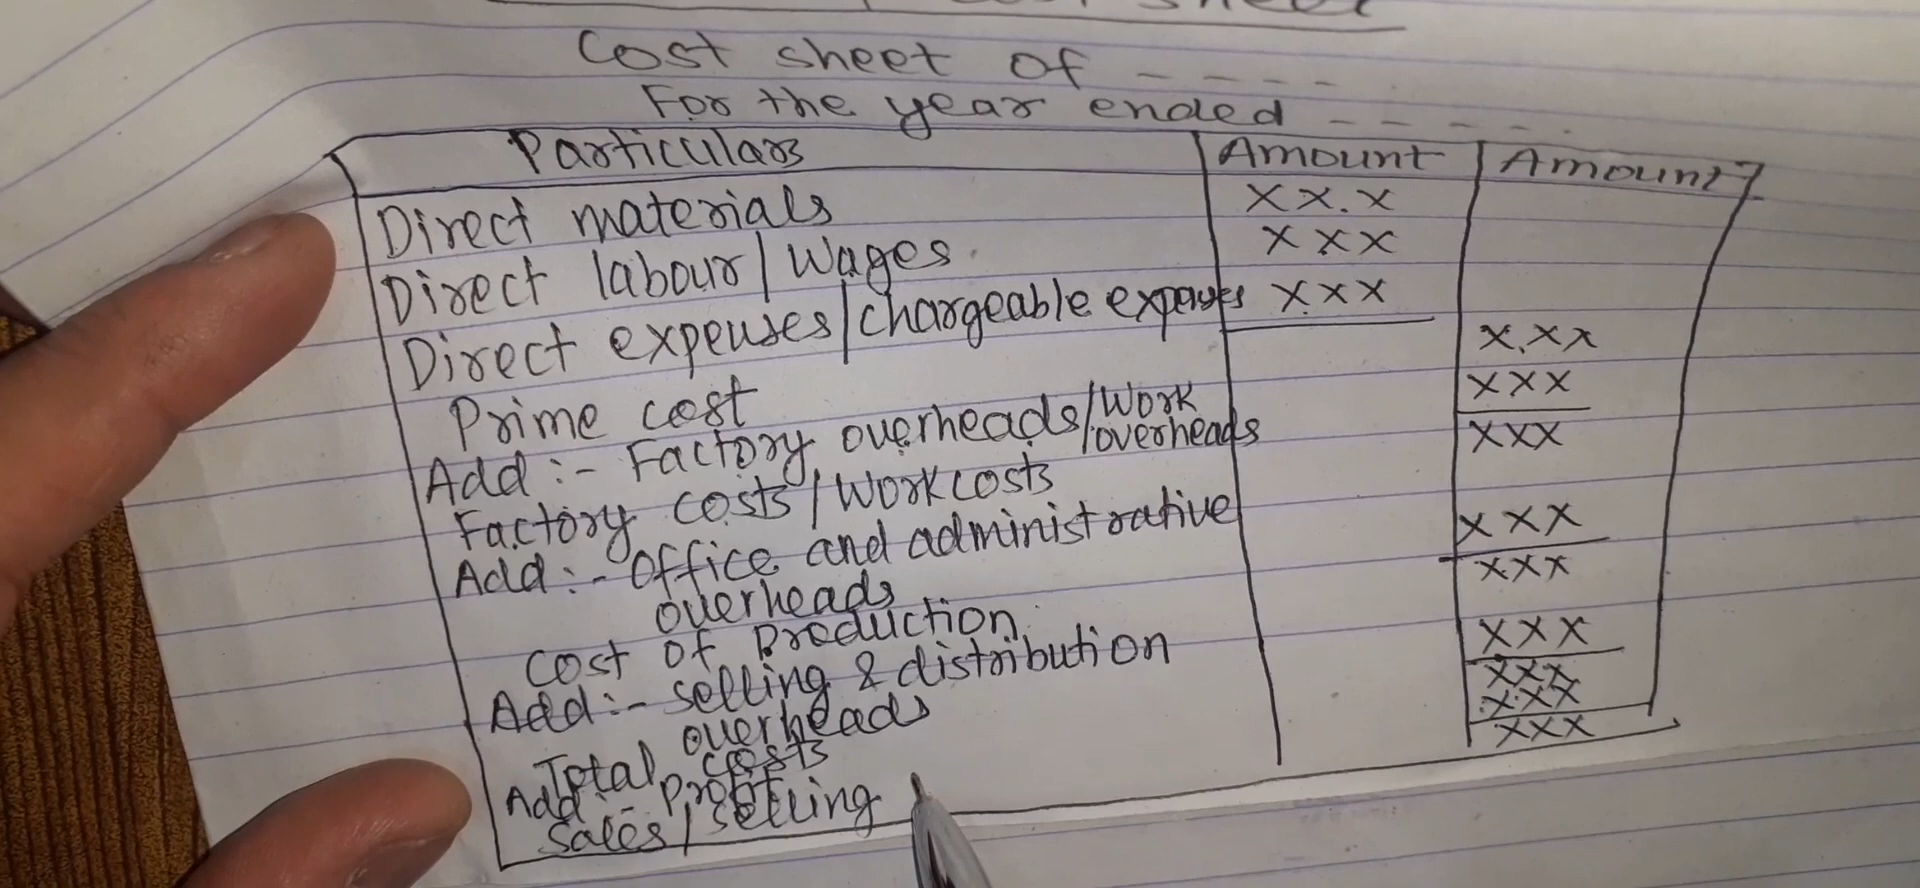 Cost sheet of - - - - -
For the year ended - - - - -
Particulars Amount Amount
Direct materials XX.X
Direct labour/Wages XXX
Direct expenses/chargeable expenses XXX
Prime cost X.XX
Add :- Factory overheads/Work overheads XXX
Factory costs/Work costs XXX
Add :- Office and administrative XXX
overheads
Cost of production XXX
Add :- selling & distribution XXX
overheads
Total costs XXX
Add :- profit XXX
Sales/selling XXX